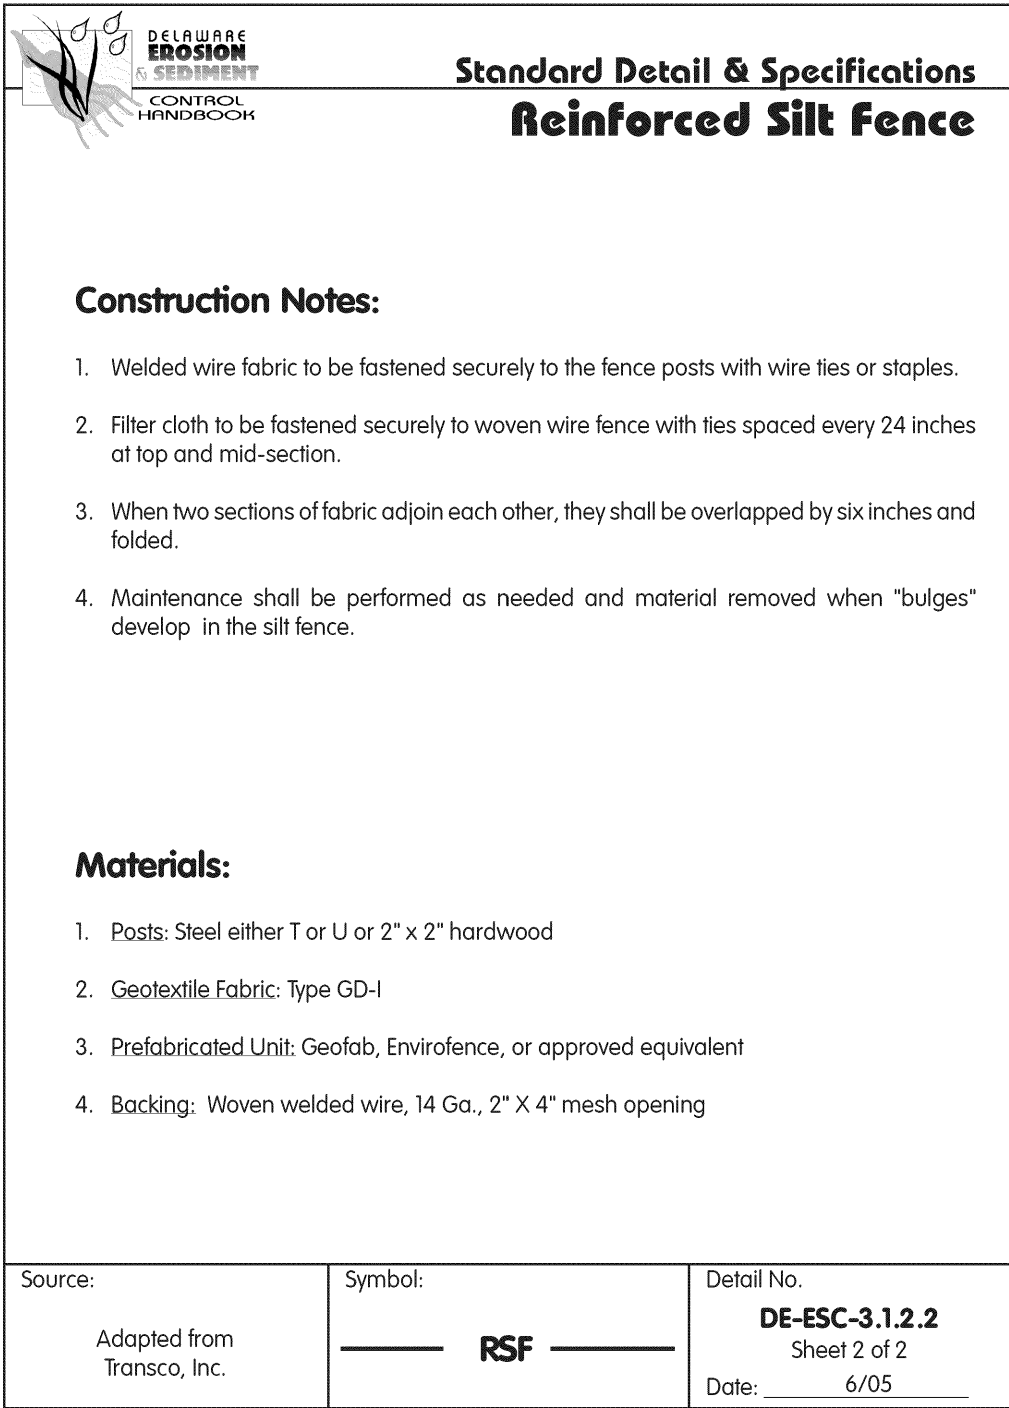 DELAWARE
EROSION
& SEDIMENT
CONTROL
HANDBOOK
Standard Detail & Specifications
Reinforced Silt Fence
Construction Notes:
1. Welded wire fabric to be fastened securely to the fence posts with wire ties or staples.
2. Filter cloth to be fastened securely to woven wire fence with ties spaced every 24 inches
at top and mid-section.
3. When two sections of fabric adjoin each other, they shall be overlapped by six inches and
folded.
4. Maintenance shall be performed as needed and material removed when "bulges"
develop in the silt fence.
Materials:
1. Posts: Steel either T or U or 2" x 2" hardwood
2. Geotextile Fabric: Type GD-I
3. Prefabricated Unit: Geofab, Envirofence, or approved equivalent
4. Backing: Woven welded wire, 14 Ga., 2" X 4" mesh opening
Source:
Adapted from
Transco, Inc.
Symbol:
RSF
Detail No.
DE-ESC-3.1.2.2
Sheet 2 of 2
Date: 6/05